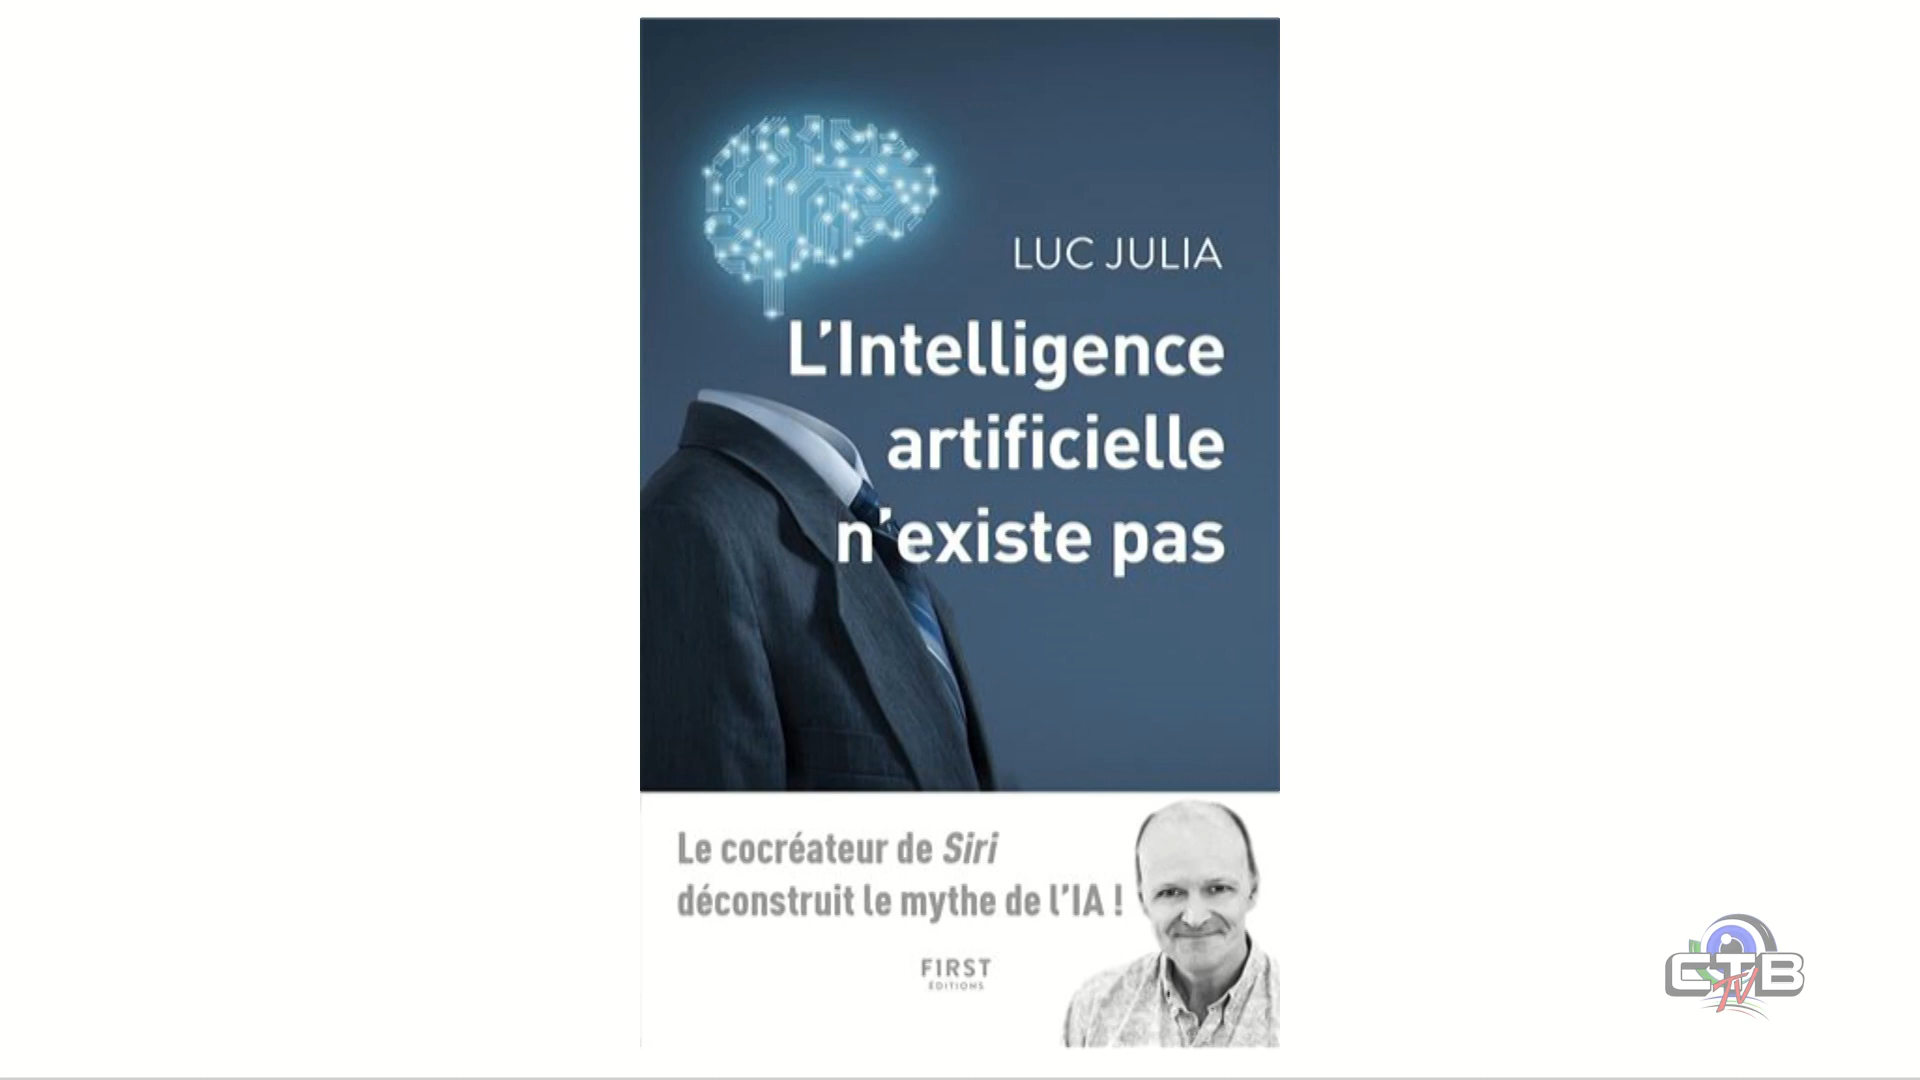 LUC JULIA
L'Intelligence
artificielle
n'existe pas
Le cocréateur de Siri
déconstruit le mythe de l'IA !
FIRST
ÉDITIONS
CTB
TV